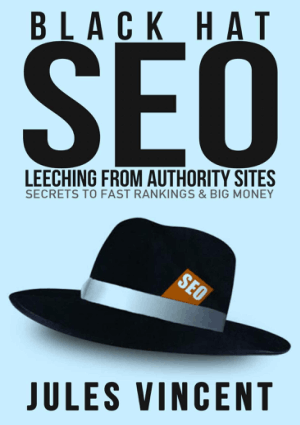 BLACK HAT
SEO
LEECHING FROM AUTHORITY SITES
SECRETS TO FAST RANKINGS & BIG MONEY
SEO
JULES VINCENT